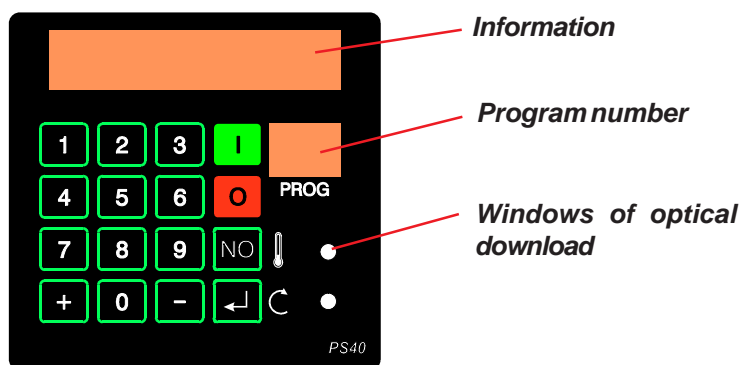 Information
Program number
1 2 3 I
PROG
4 5 6 O
Windows of optical
download
7 8 9 NO
+ 0 - ↵
PS40